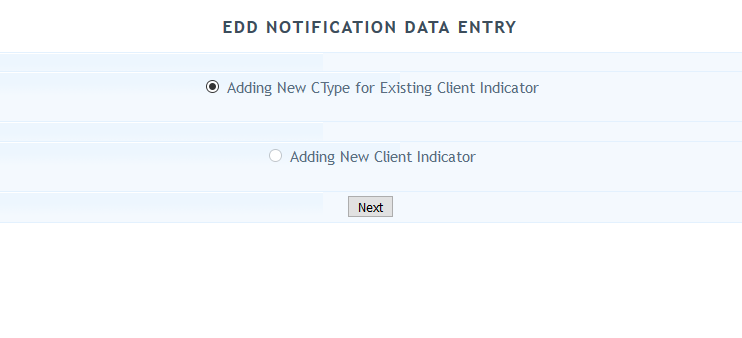 EDD NOTIFICATION DATA ENTRY
Adding New CType for Existing Client Indicator
Adding New Client Indicator
Next